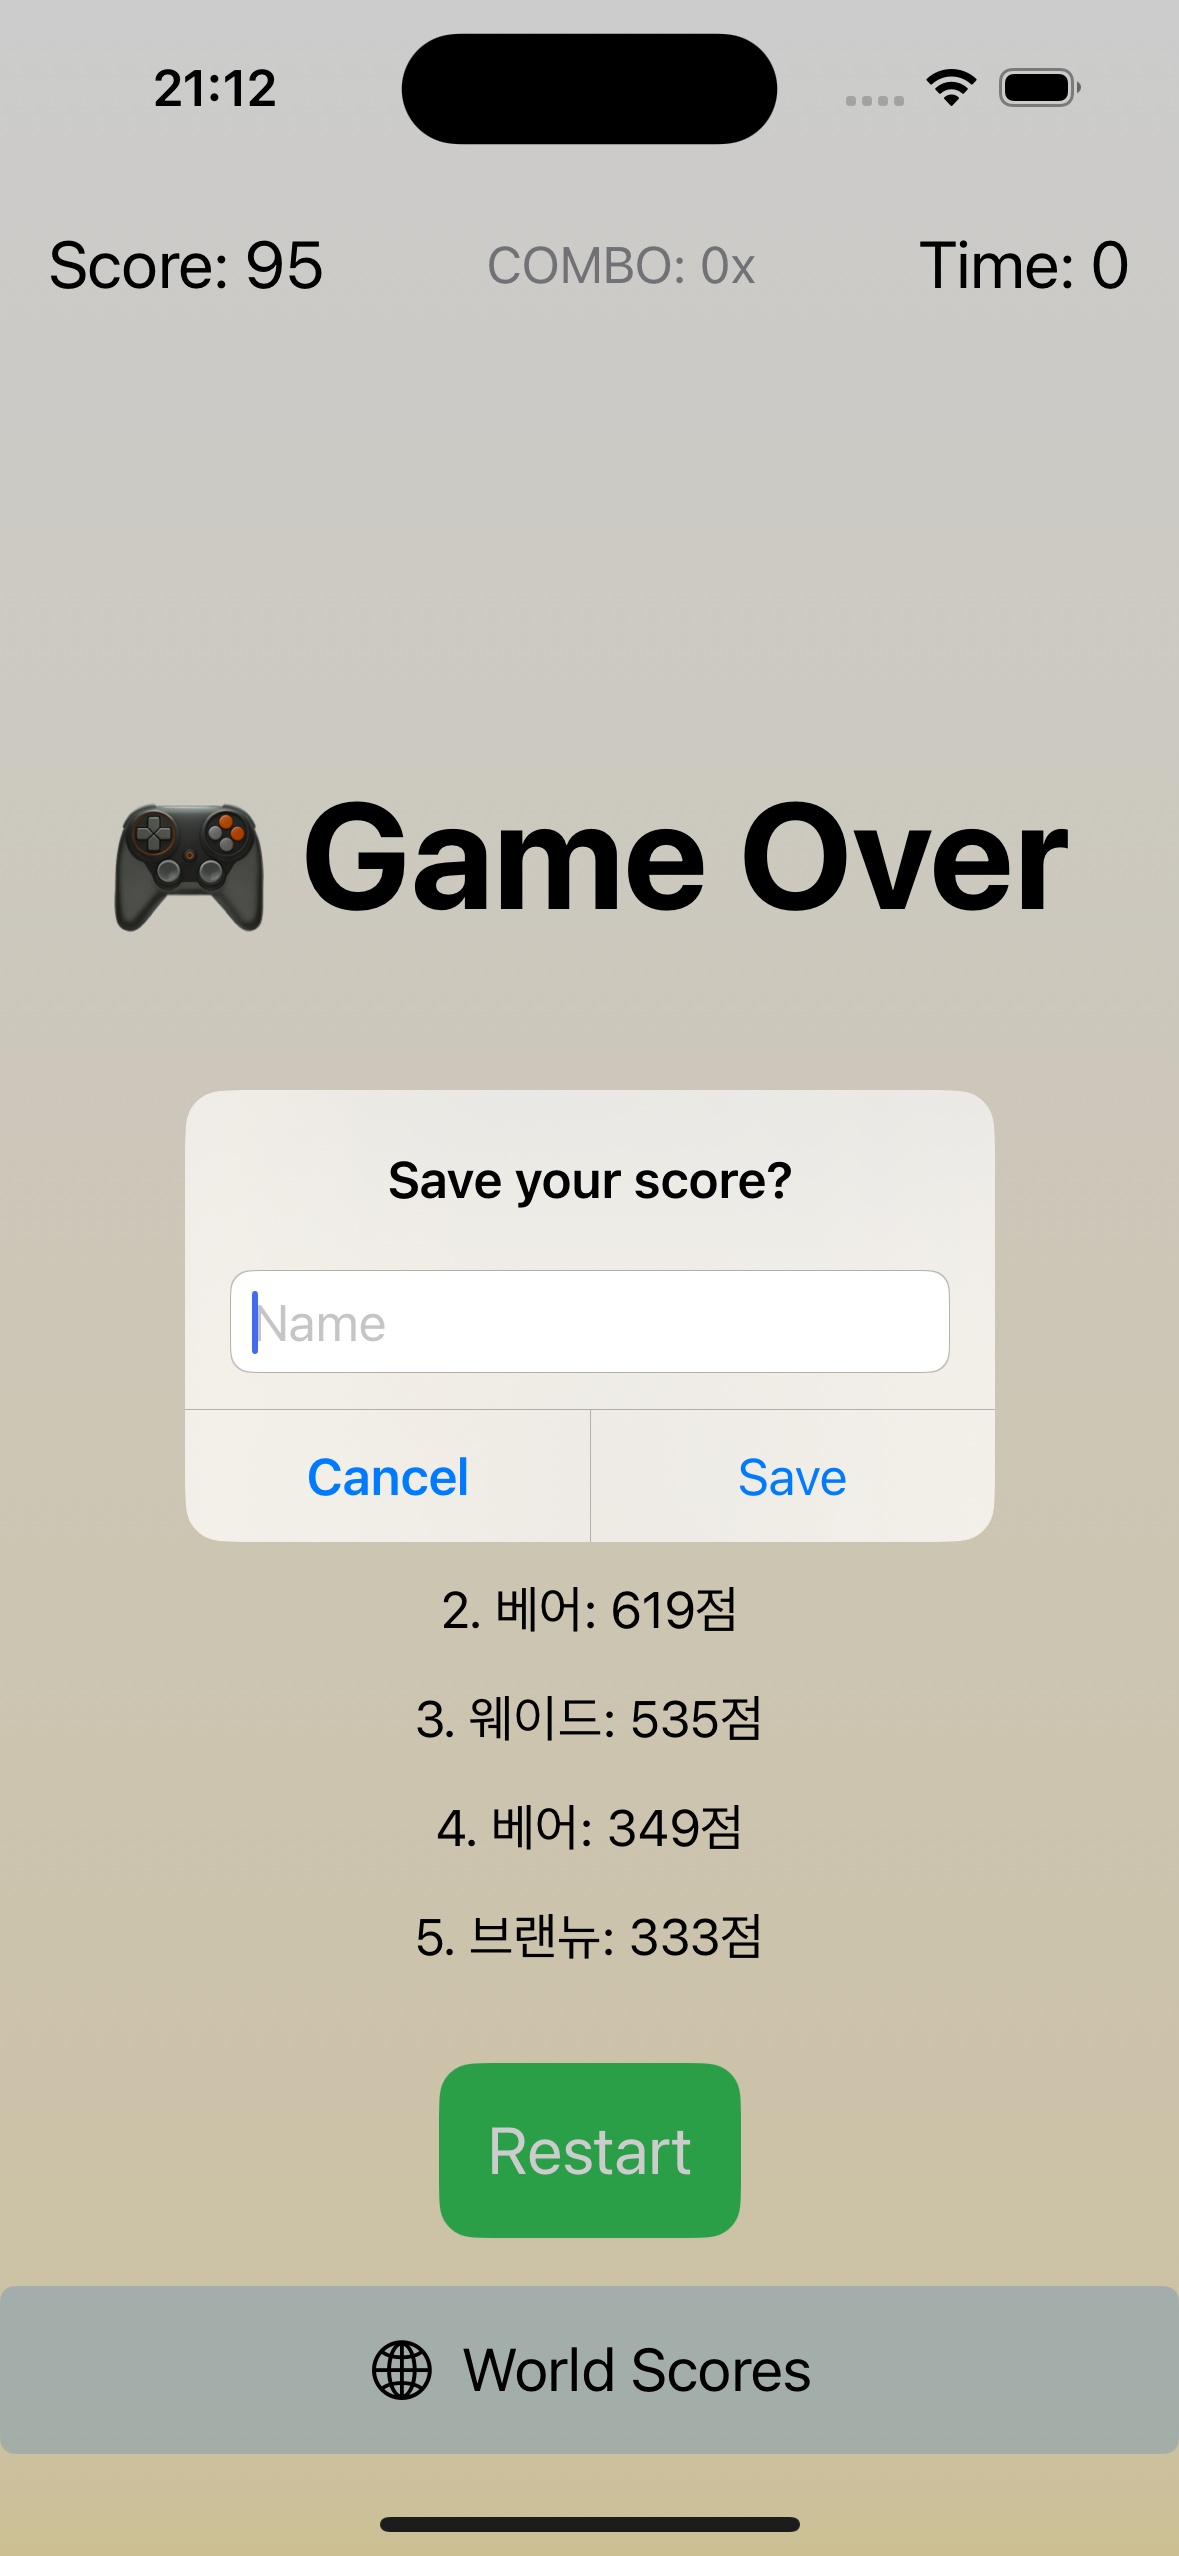 21:12
Score: 95 COMBO: 0x Time: 0
Game Over
Save your score?
Name
Cancel Save
2. 베어: 619점
3. 웨이드: 535점
4. 베어: 349점
5. 브랜뉴: 333점
Restart
World Scores